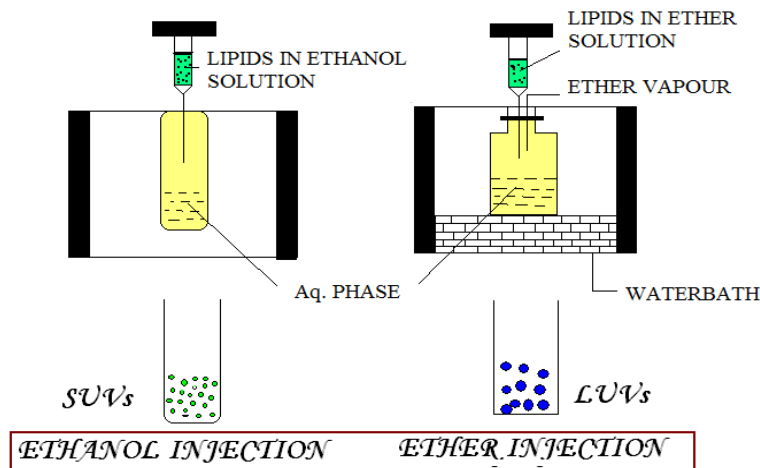 LIPIDS IN ETHANOL
SOLUTION
LIPIDS IN ETHER
SOLUTION
ETHER VAPOUR
Aq. PHASE
WATERBATH
SUVs
LUVs
ETHANOL INJECTION
ETHER INJECTION